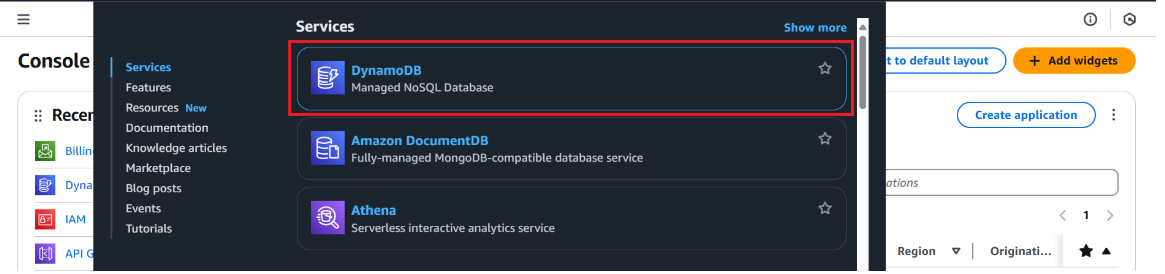 Services
Show more
Console
Services
Features
Resources New
Documentation
Knowledge articles
Marketplace
Blog posts
Events
Tutorials
DynamoDB
Managed NoSQL Database
Amazon DocumentDB
Fully-managed MongoDB-compatible database service
Athena
Serverless interactive analytics service
t to default layout
+ Add widgets
Recen
Billin
Dyna
IAM
API G
Create application
ations
1
Region
Originati...